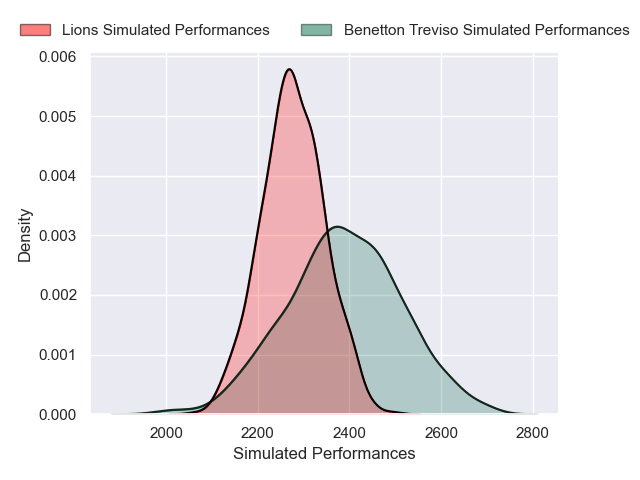 Lions Simulated Performances Benetton Treviso Simulated Performances
0.006
0.005
0.004
0.003
0.002
0.001
0.000
Density
2000 2200 2400 2600 2800
Simulated Performances